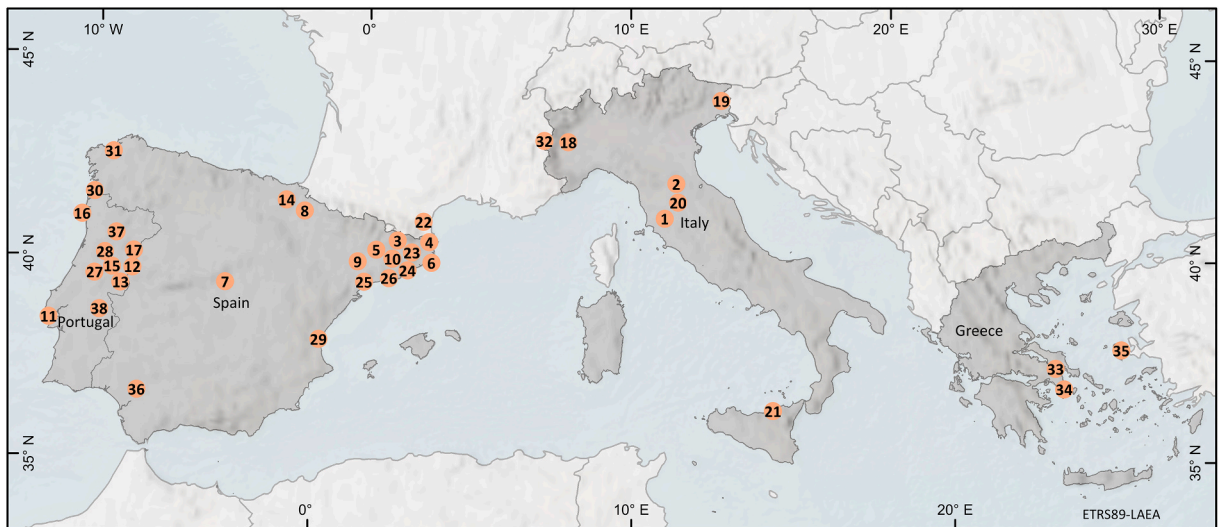 10° W 0° 10° E 20° E 30° E
45° N 45° N
19
32 18
31
2
30
14 20
16 8
22 1 Italy
37 3 4
28 17 5 23
40° N 9 10 6 40° N
15 12 24
27 13 7 25 26
Spain
38
11 Portugal
Greece
29
35
33
36 34
21
35° N 35° N
0° 10° E 20° E ETRS89-LAEA